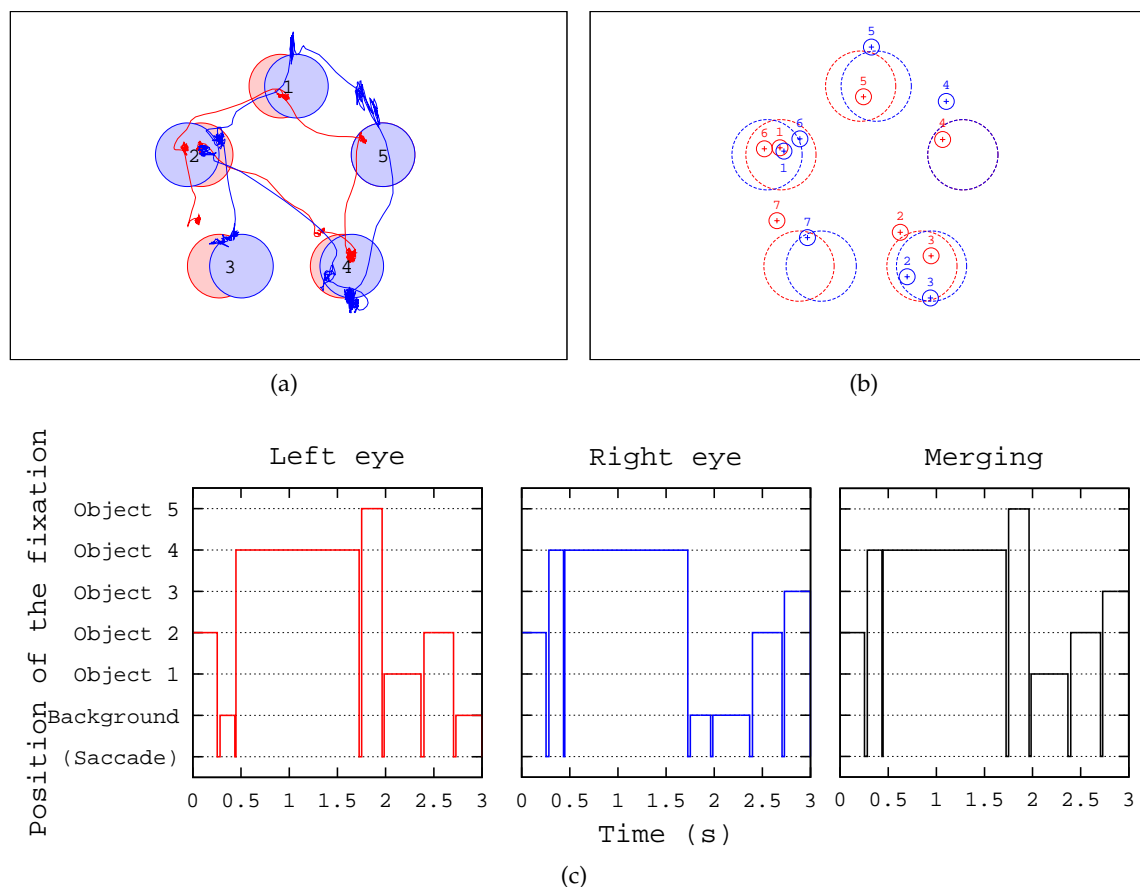 1
2
5
3
4
(a)
5
5
4
6
6
1
4
1
7
7
2
3
2
3
(b)
Position of the fixation
Left eye
Right eye
Merging
Object 5
Object 4
Object 3
Object 2
Object 1
Background
(Saccade)
0 0.5 1 1.5 2 2.5 3
0 0.5 1 1.5 2 2.5 3
0 0.5 1 1.5 2 2.5 3
Time (s)
(c)